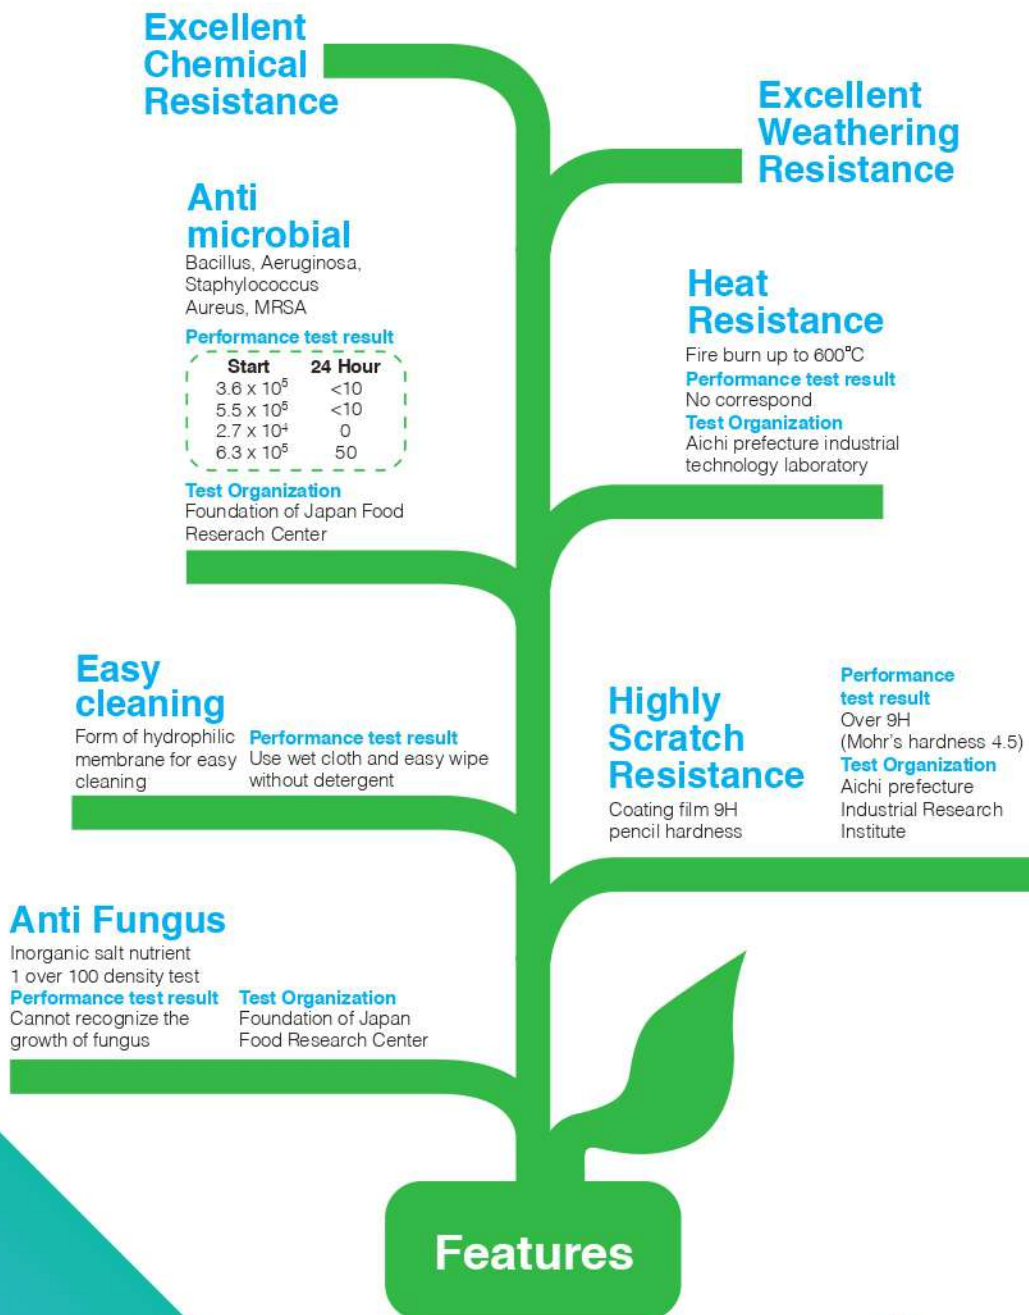 Excellent
Chemical
Resistance
Excellent
Weathering
Resistance
Anti
microbial
Bacillus, Aeruginosa,
Staphylococcus
Aureus, MRSA
Performance test result
Start 24 Hour
3.6 x 10⁵ <10
5.5 x 10⁵ <10
2.7 x 10⁴ 0
6.3 x 10⁵ 50
Test Organization
Foundation of Japan Food
Reserach Center
Heat
Resistance
Fire burn up to 600°C
Performance test result
No correspond
Test Organization
Aichi prefecture industrial
technology laboratory
Easy
cleaning
Form of hydrophilic
membrane for easy
cleaning
Performance test result
Use wet cloth and easy wipe
without detergent
Highly
Scratch
Resistance
Coating film 9H
pencil hardness
Performance
test result
Over 9H
(Mohr's hardness 4.5)
Test Organization
Aichi prefecture
Industrial Research
Institute
Anti Fungus
Inorganic salt nutrient
1 over 100 density test
Performance test result
Cannot recognize the
growth of fungus
Test Organization
Foundation of Japan
Food Research Center
Features